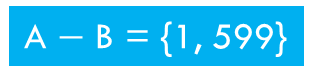 A − B = {1, 599}